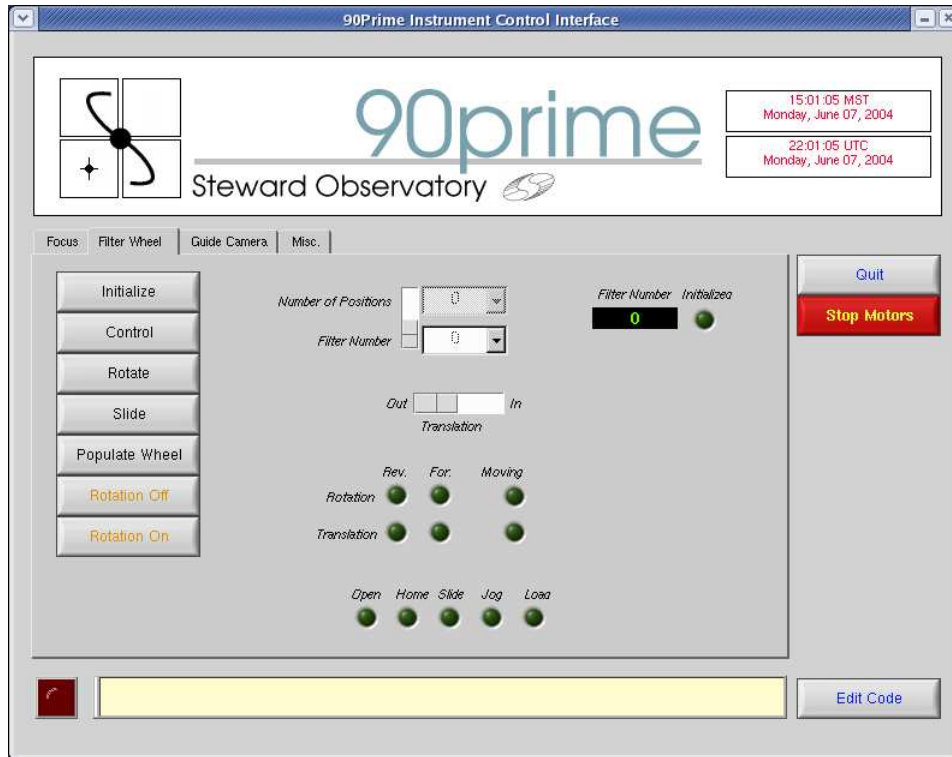 90Prime Instrument Control Interface
90prime
Steward Observatory
15:01:05 MST
Monday, June 07, 2004
22:01:05 UTC
Monday, June 07, 2004
Focus Filter Wheel Guide Camera Misc.
Initialize
Control
Rotate
Slide
Populate Wheel
Rotation Off
Rotation On
Number of Positions 0
Filter Number 0
Filter Number Initialized
0
Out In
Translation
Rev. For. Moving
Rotation
Translation
Open Home Slide Jog Load
Quit
Stop Motors
Edit Code